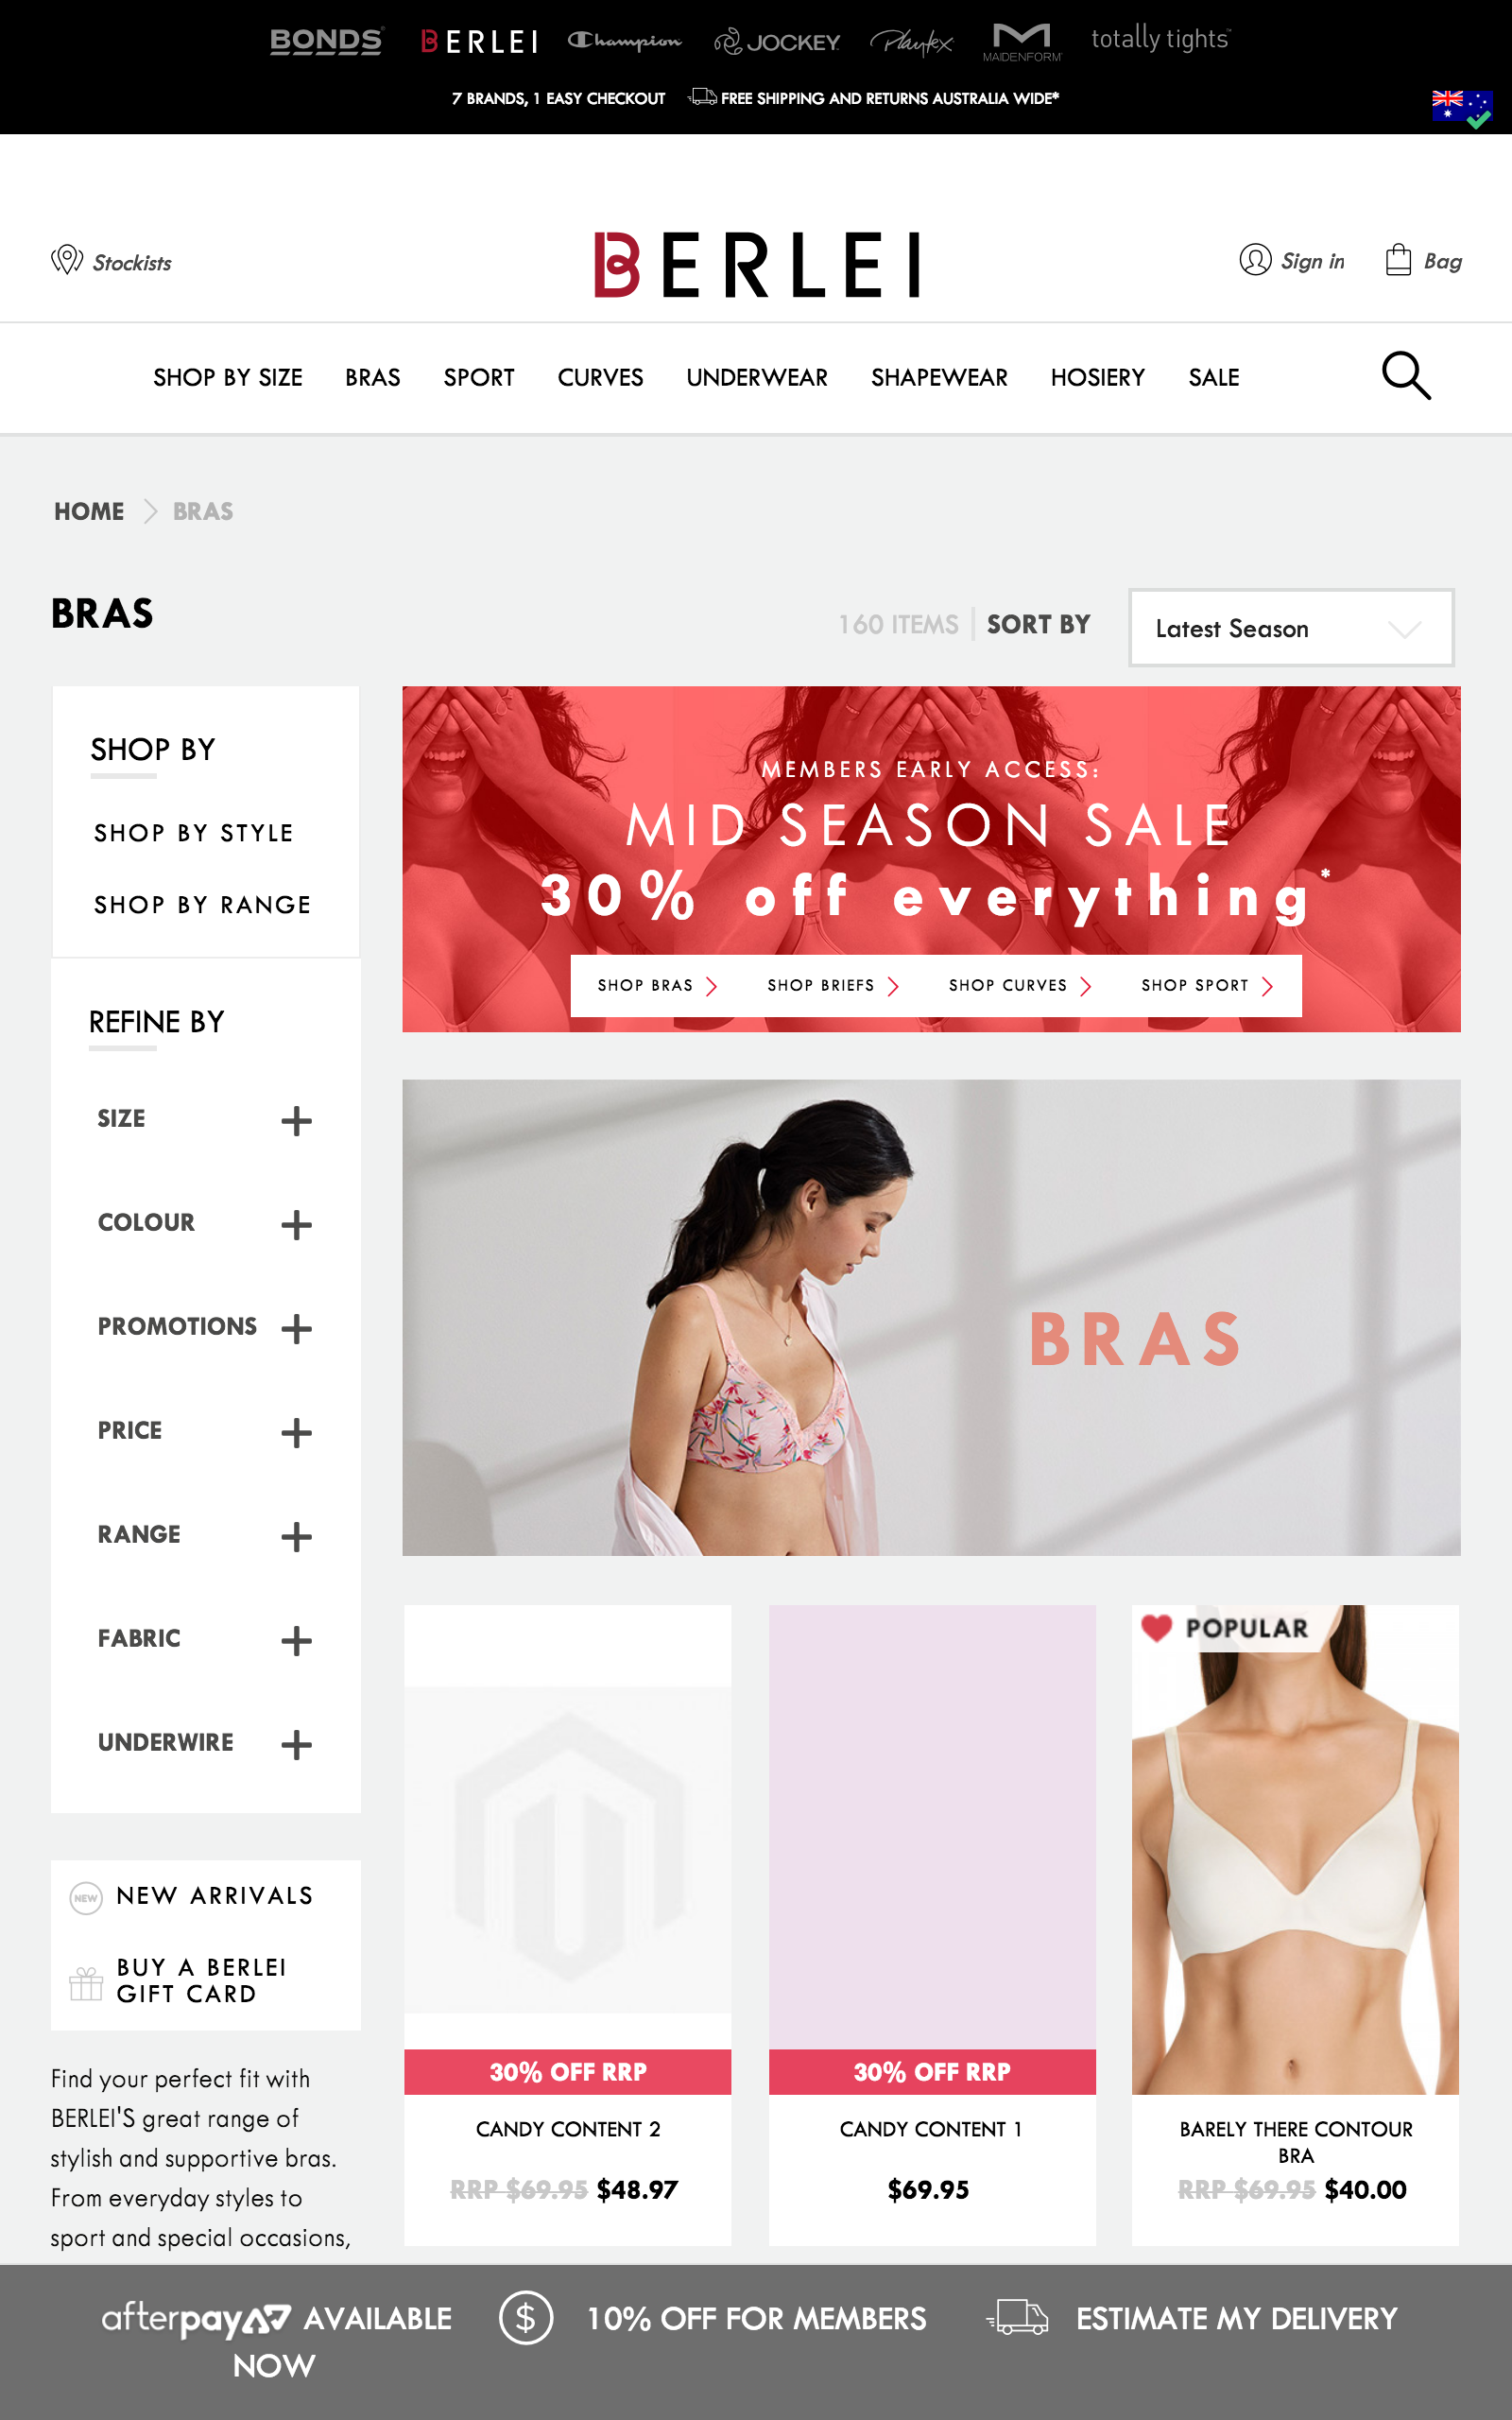 BONDS BERLEI Champion JOCKEY Playtex MAIDENFORM totally tights
7 BRANDS, 1 EASY CHECKOUT FREE SHIPPING AND RETURNS AUSTRALIA WIDE*
Stockists
BERLEI
Sign in
Bag
SHOP BY SIZE BRAS SPORT CURVES UNDERWEAR SHAPEWEAR HOSIERY SALE
HOME BRAS
BRAS
160 ITEMS SORT BY Latest Season
SHOP BY
SHOP BY STYLE
SHOP BY RANGE
REFINE BY
SIZE
COLOUR
PROMOTIONS
PRICE
RANGE
FABRIC
UNDERWIRE
NEW NEW ARRIVALS
BUY A BERLEI
GIFT CARD
Find your perfect fit with
BERLEI'S great range of
stylish and supportive bras.
From everyday styles to
sport and special occasions,
MEMBERS EARLY ACCESS:
MID SEASON SALE
30% off everything*
SHOP BRAS SHOP BRIEFS SHOP CURVES SHOP SPORT
BRAS
30% OFF RRP
CANDY CONTENT 2
RRP $69.95 $48.97
30% OFF RRP
CANDY CONTENT 1
$69.95
POPULAR
BARELY THERE CONTOUR
BRA
RRP $69.95 $40.00
afterpay AVAILABLE
NOW
$ 10% OFF FOR MEMBERS
ESTIMATE MY DELIVERY